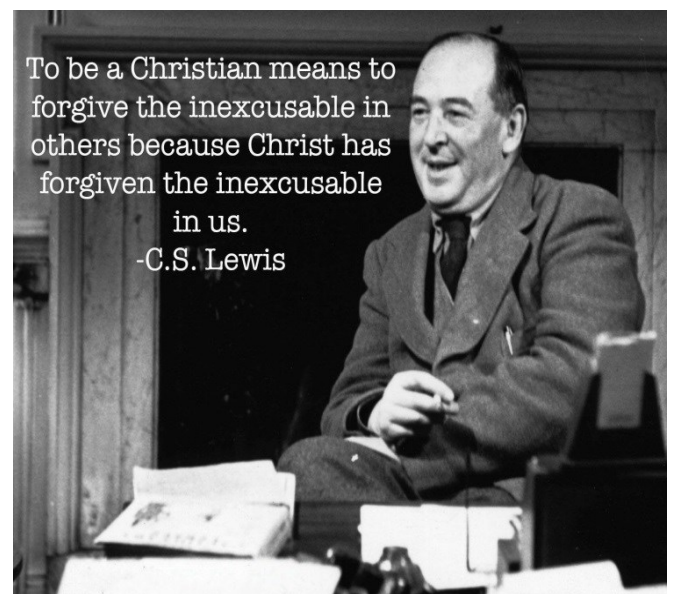 To be a Christian means to
forgive the inexcusable in
others because Christ has
forgiven the inexcusable
in us.
-C.S. Lewis